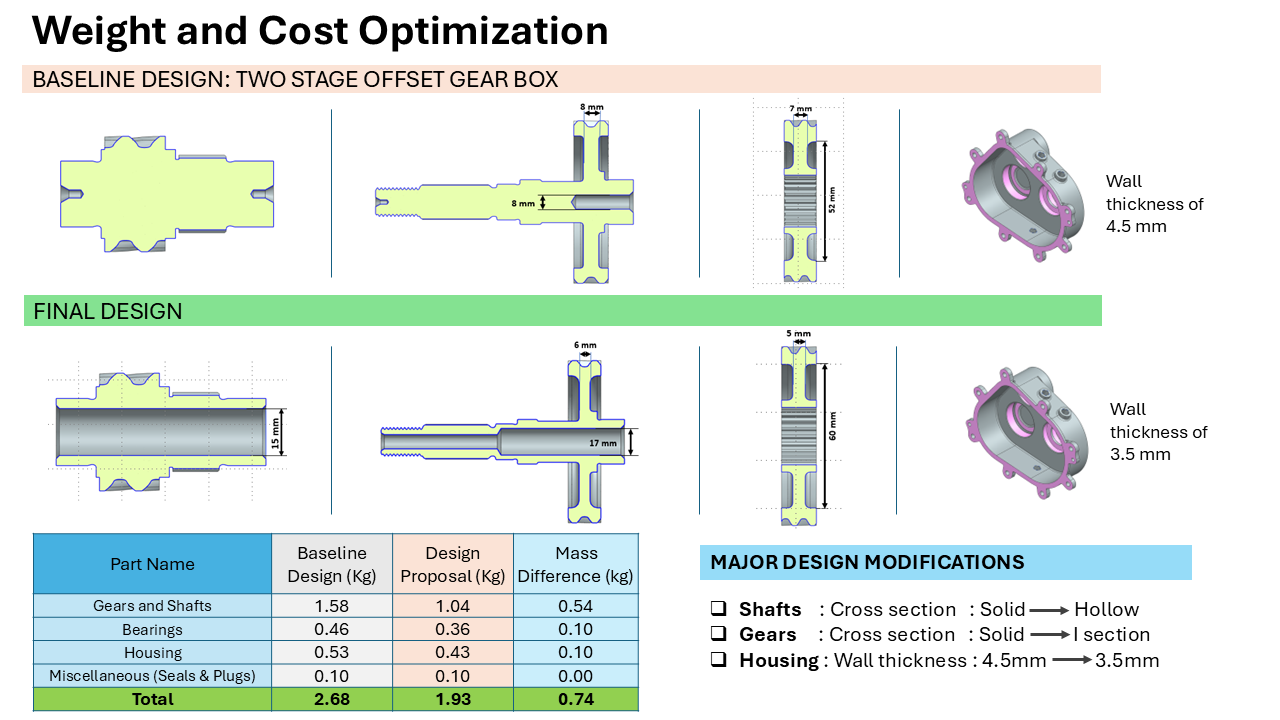 Weight and Cost Optimization
BASELINE DESIGN: TWO STAGE OFFSET GEAR BOX
8 mm
8 mm
7 mm
52 mm
Wall
thickness of
4.5 mm
FINAL DESIGN
15 mm
6 mm
17 mm
5 mm
60 mm
Wall
thickness of
3.5 mm
Part Name Baseline Design (Kg) Design Proposal (Kg) Mass Difference (kg)
Gears and Shafts 1.58 1.04 0.54
Bearings 0.46 0.36 0.10
Housing 0.53 0.43 0.10
Miscellaneous (Seals & Plugs) 0.10 0.10 0.00
Total 2.68 1.93 0.74
MAJOR DESIGN MODIFICATIONS
Shafts : Cross section : Solid → Hollow
Gears : Cross section : Solid → I section
Housing : Wall thickness : 4.5mm → 3.5mm